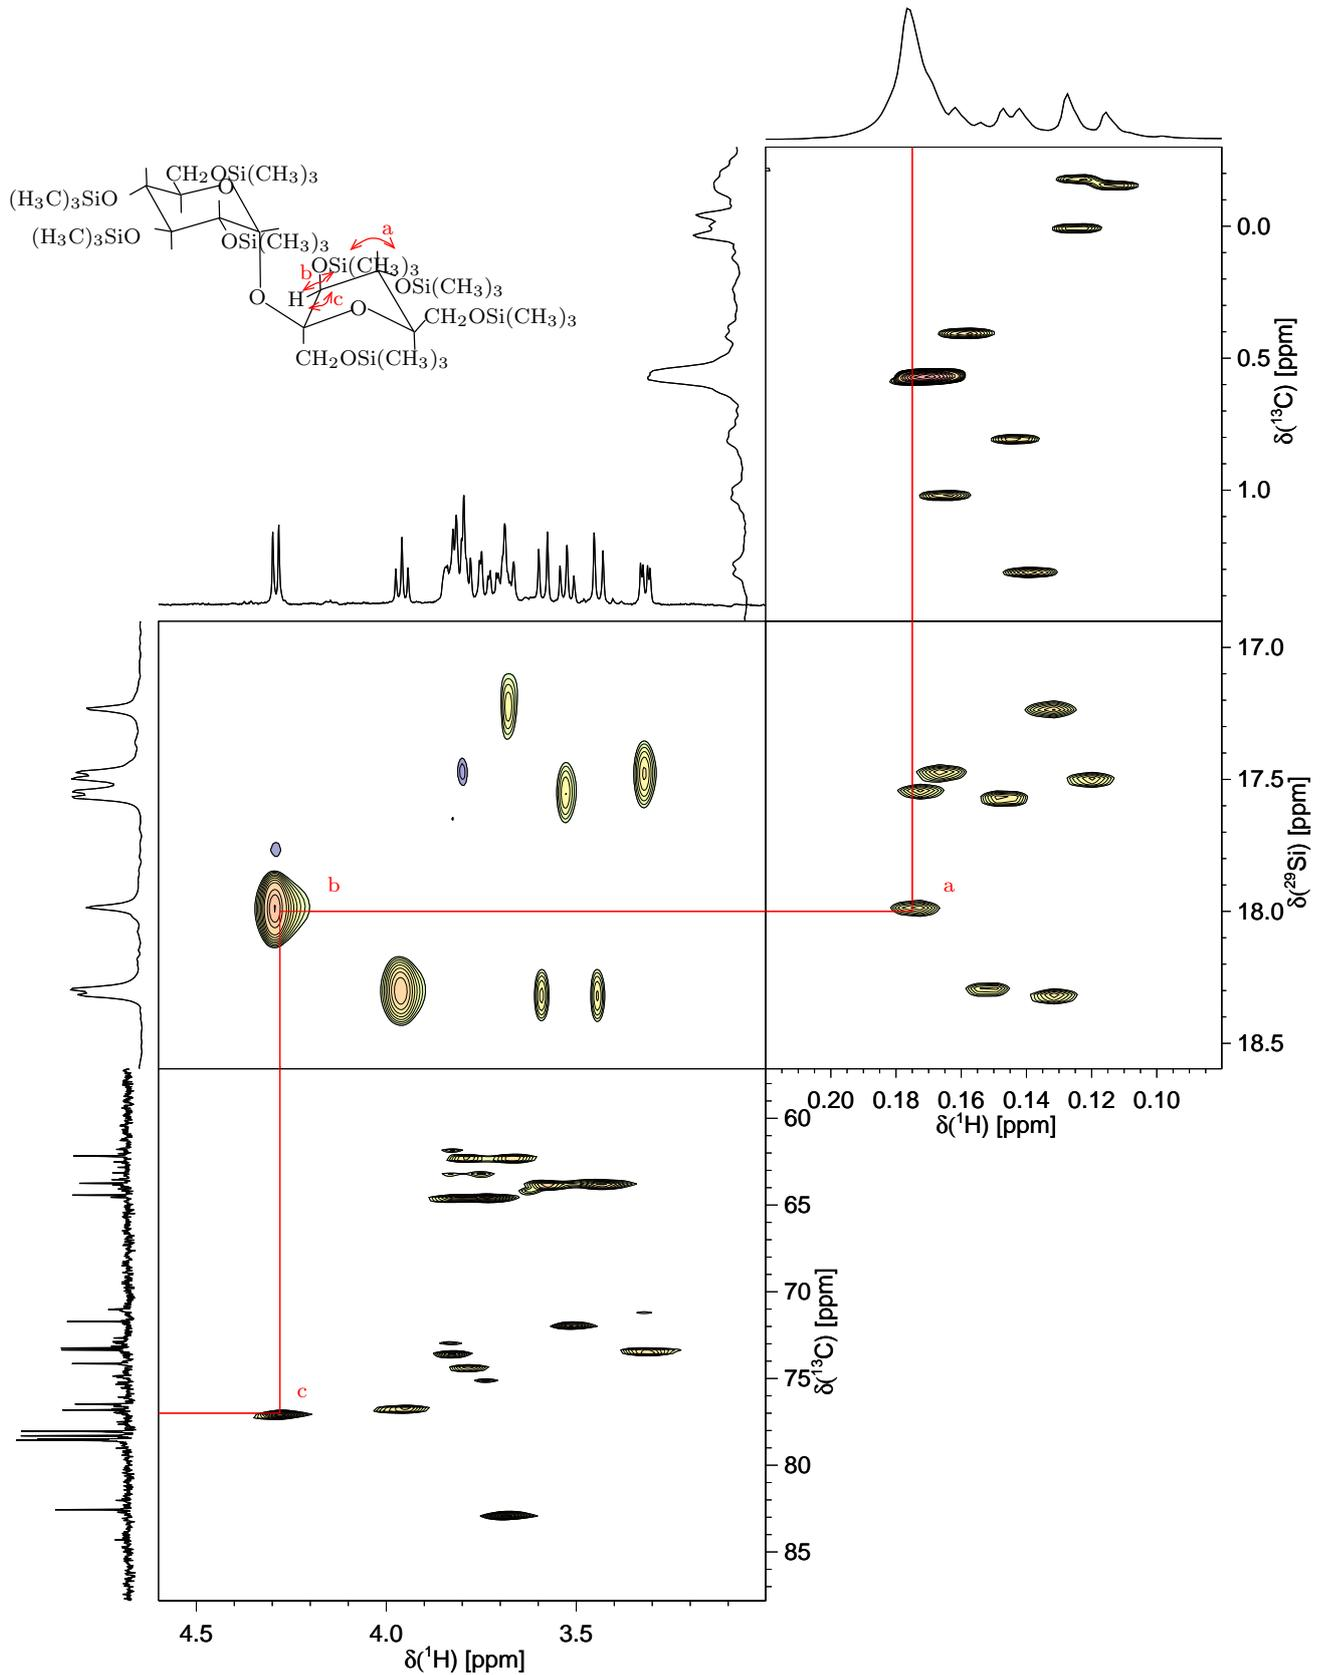 CH₂OSi(CH₃)₃
O
(H₃C)₃SiO
(H₃C)₃SiO
OSi(CH₃)₃
a
b
OSi(CH₃)₃
OSi(CH₃)₃
H
c
O
O
CH₂OSi(CH₃)₃
CH₂OSi(CH₃)₃
0.0
0.5
1.0
δ(¹³C) [ppm]
17.0
17.5
18.0
18.5
δ(²⁹Si) [ppm]
b
a
0.20 0.18 0.16 0.14 0.12 0.10
δ(¹H) [ppm]
60
65
70
75
80
85
δ(¹³C) [ppm]
c
4.5 4.0 3.5
δ(¹H) [ppm]